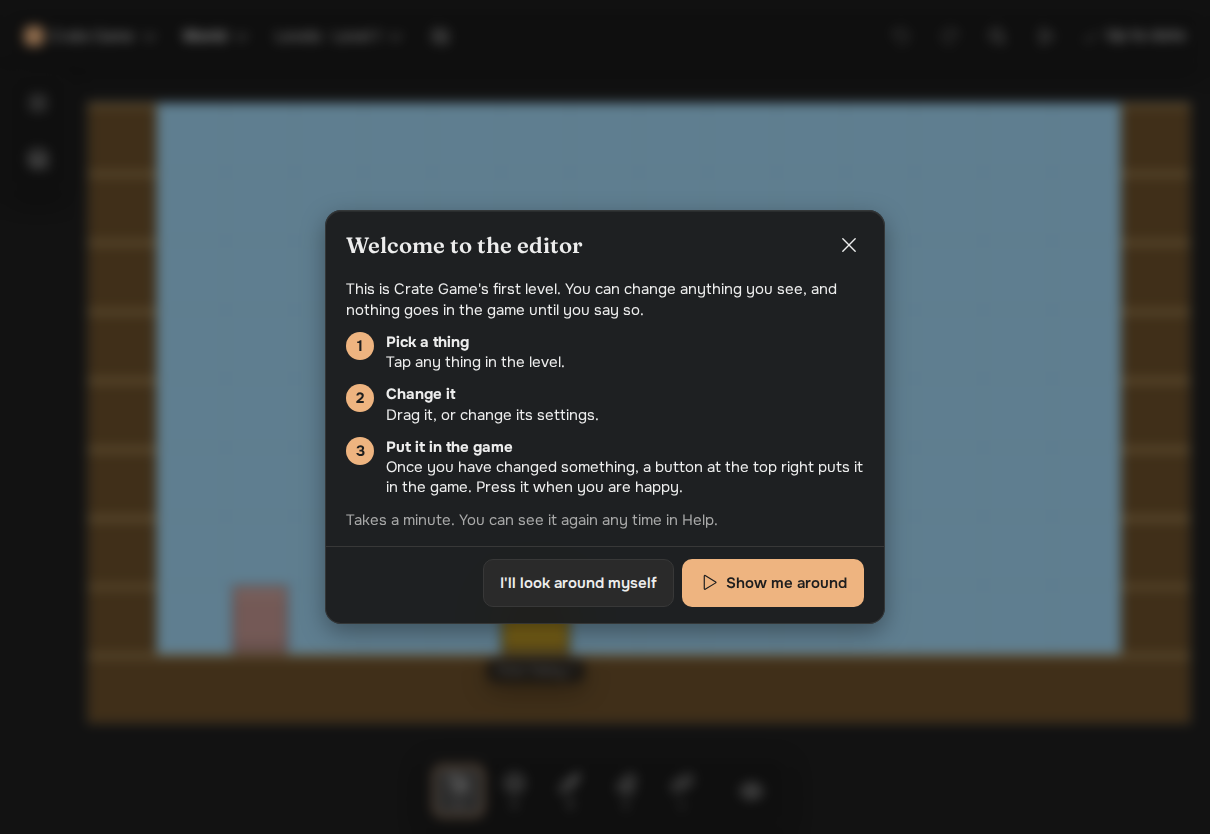 Welcome to the editor
This is Crate Game's first level. You can change anything you see, and
nothing goes in the game until you say so.
1
Pick a thing
Tap any thing in the level.
2
Change it
Drag it, or change its settings.
3
Put it in the game
Once you have changed something, a button at the top right puts it
in the game. Press it when you are happy.
Takes a minute. You can see it again any time in Help.
I'll look around myself
Show me around